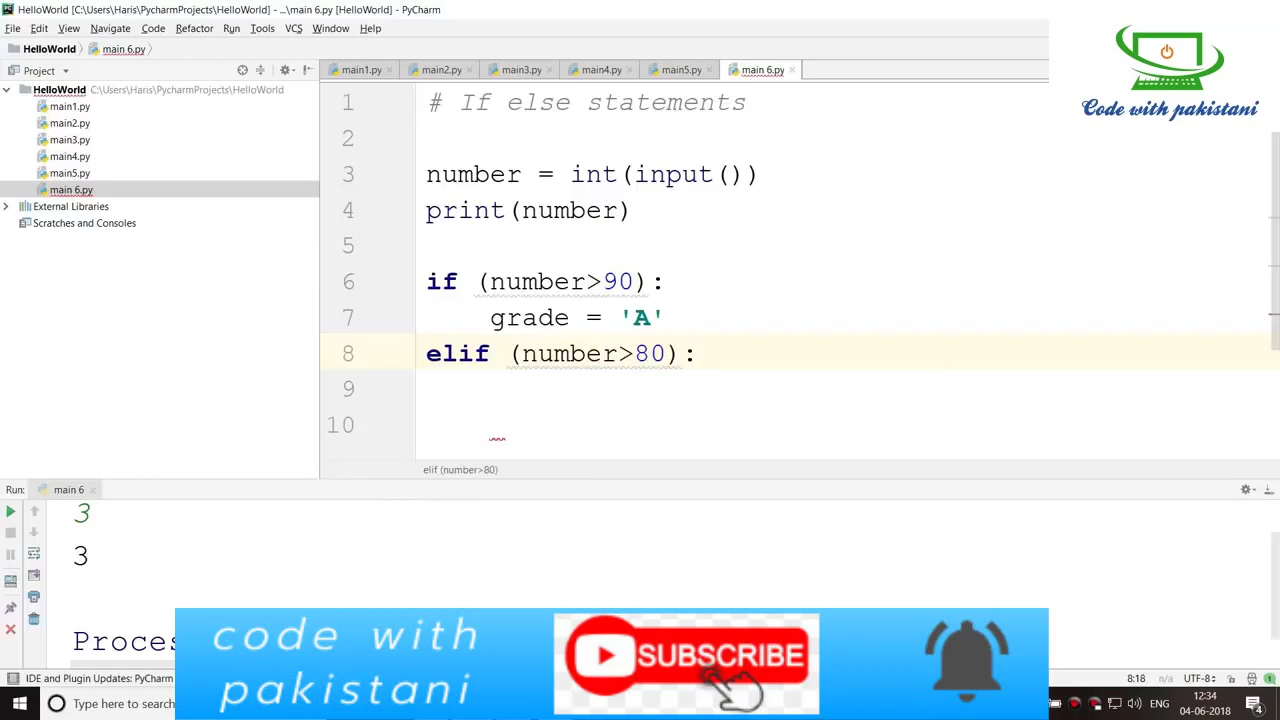 HelloWorld [C:\Users\Haris\PycharmProjects\HelloWorld] - ...\main 6.py [HelloWorld] - PyCharm
File Edit View Navigate Code Refactor Run Tools VCS Window Help
HelloWorld main 6.py
Project
main1.py main2.py main3.py main4.py main5.py main 6.py
HelloWorld C:\Users\Haris\PycharmProjects\HelloWorld
main1.py
main2.py
main3.py
main4.py
main5.py
main 6.py
External Libraries
Scratches and Consoles
1 # If else statements
2
3 number = int(input())
4 print(number)
5
6 if (number>90):
7 grade = 'A'
8 elif (number>80):
9
10
elif (number>80)
Code with pakistani
Run: main 6
3
3
Proces
code with
pakistani
SUBSCRIBE
IDE and Plugin Updates: PyCharm
8:18 n/a UTF-8
1
Type here to search
ENG
12:34
04-06-2018
4